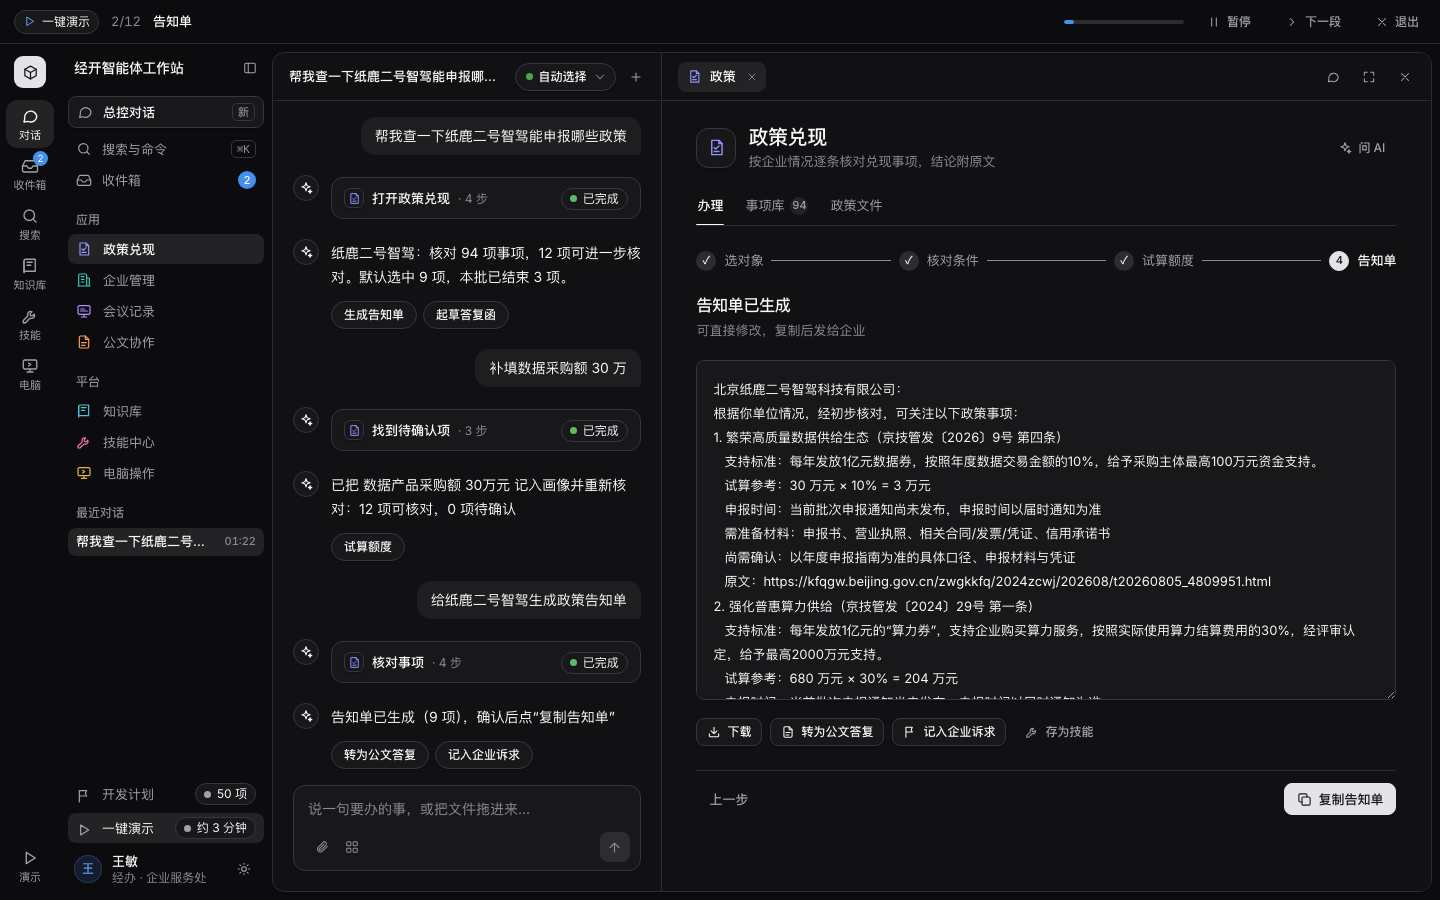 一键演示
2/12
告知单
暂停
下一段
退出
对话
2
收件箱
搜索
知识库
技能
电脑
演示
经开智能体工作站
总控对话
新
搜索与命令
⌘K
收件箱
2
应用
政策兑现
企业管理
会议记录
公文协作
平台
知识库
技能中心
电脑操作
最近对话
帮我查一下纸鹿二号...
01:22
开发计划
50 项
一键演示
约 3 分钟
王
王敏
经办 · 企业服务处
帮我查一下纸鹿二号智驾能申报哪...
自动选择
帮我查一下纸鹿二号智驾能申报哪些政策
打开政策兑现 · 4 步
已完成
纸鹿二号智驾：核对 94 项事项，12 项可进一步核
对。默认选中 9 项，本批已结束 3 项。
生成告知单
起草答复函
补填数据采购额 30 万
找到待确认项 · 3 步
已完成
已把 数据产品采购额 30万元 记入画像并重新核
对：12 项可核对，0 项待确认
试算额度
给纸鹿二号智驾生成政策告知单
核对事项 · 4 步
已完成
告知单已生成（9 项），确认后点“复制告知单”
转为公文答复
记入企业诉求
说一句要办的事，或把文件拖进来...
政策
政策兑现
按企业情况逐条核对兑现事项，结论附原文
问 AI
办理
事项库 94
政策文件
选对象
核对条件
试算额度
4 告知单
告知单已生成
可直接修改，复制后发给企业
北京纸鹿二号智驾科技有限公司：
根据你单位情况，经初步核对，可关注以下政策事项：
1. 繁荣高质量数据供给生态（京技管发〔2026〕9号 第四条）
支持标准：每年发放1亿元数据券，按照年度数据交易金额的10%，给予采购主体最高100万元资金支持。
试算参考：30 万元 × 10% = 3 万元
申报时间：当前批次申报通知尚未发布，申报时间以届时通知为准
需准备材料：申报书、营业执照、相关合同/发票/凭证、信用承诺书
尚需确认：以年度申报指南为准的具体口径、申报材料与凭证
原文：https://kfqgw.beijing.gov.cn/zwgkkfq/2024zcwj/202608/t20260805_4809951.html
2. 强化普惠算力供给（京技管发〔2024〕29号 第一条）
支持标准：每年发放1亿元的“算力券”，支持企业购买算力服务，按照实际使用算力结算费用的30%，经评审认
定，给予最高2000万元支持。
试算参考：680 万元 × 30% = 204 万元
下载
转为公文答复
记入企业诉求
存为技能
上一步
复制告知单